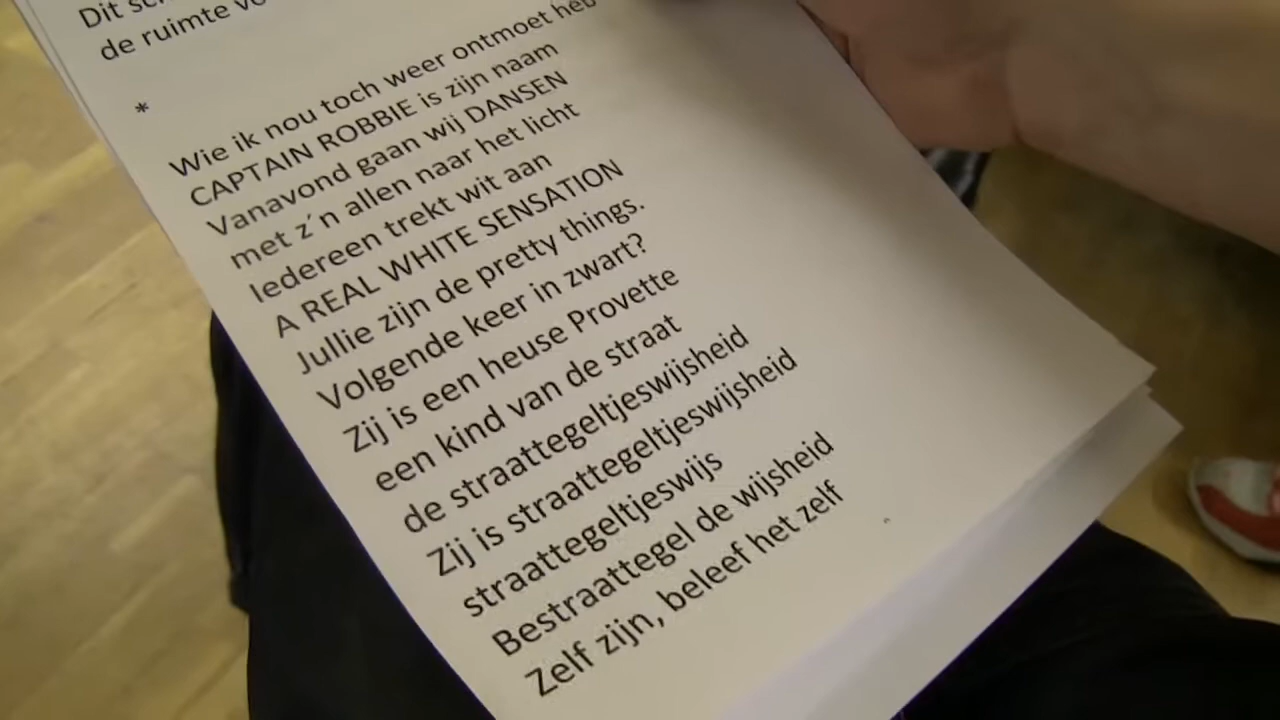 Dit
de ruimte
*
Wie ik nou toch weer ontmoet heb
CAPTAIN ROBBIE is zijn naam
Vanavond gaan wij DANSEN
met z´n allen naar het licht
Iedereen trekt wit aan
A REAL WHITE SENSATION
Jullie zijn de pretty things.
Volgende keer in zwart?
Zij is een heuse Provette
een kind van de straat
de straattegeltjeswijsheid
Zij is straattegeltjeswijsheid
straattegeltjeswijs
Bestraattegel de wijsheid
Zelf zijn, beleef het zelf